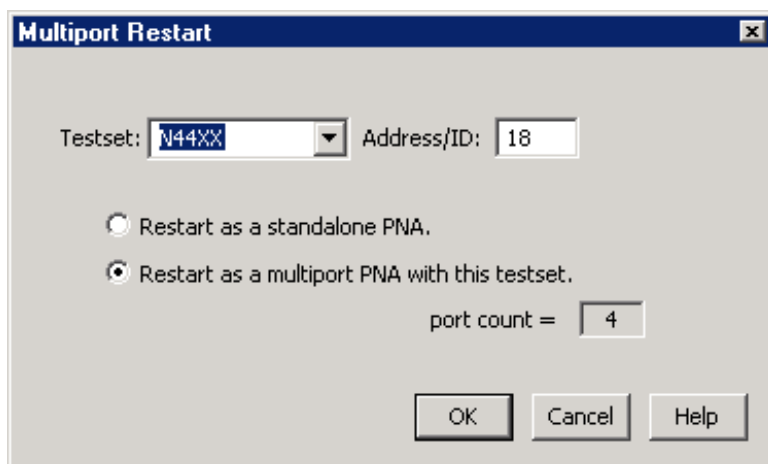 Multiport Restart
Testset: N44XX Address/ID: 18
Restart as a standalone PNA.
Restart as a multiport PNA with this testset.
port count = 4
OK Cancel Help